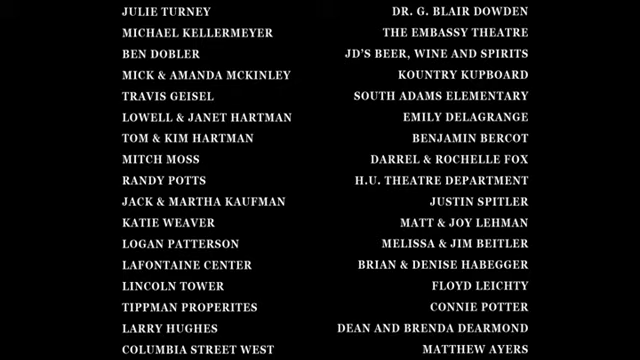 JULIE TURNEY
MICHAEL KELLERMEYER
BEN DOBLER
MICK & AMANDA MCKINLEY
TRAVIS GEISEL
LOWELL & JANET HARTMAN
TOM & KIM HARTMAN
MITCH MOSS
RANDY POTTS
JACK & MARTHA KAUFMAN
KATIE WEAVER
LOGAN PATTERSON
LAFONTAINE CENTER
LINCOLN TOWER
TIPPMAN PROPERITES
LARRY HUGHES
COLUMBIA STREET WEST
DR. G. BLAIR DOWDEN
THE EMBASSY THEATRE
JD'S BEER, WINE AND SPIRITS
KOUNTRY KUPBOARD
SOUTH ADAMS ELEMENTARY
EMILY DELAGRANGE
BENJAMIN BERCOT
DARREL & ROCHELLE FOX
H.U. THEATRE DEPARTMENT
JUSTIN SPITLER
MATT & JOY LEHMAN
MELISSA & JIM BEITLER
BRIAN & DENISE HABEGGER
FLOYD LEICHTY
CONNIE POTTER
DEAN AND BRENDA DEARMOND
MATTHEW AYERS